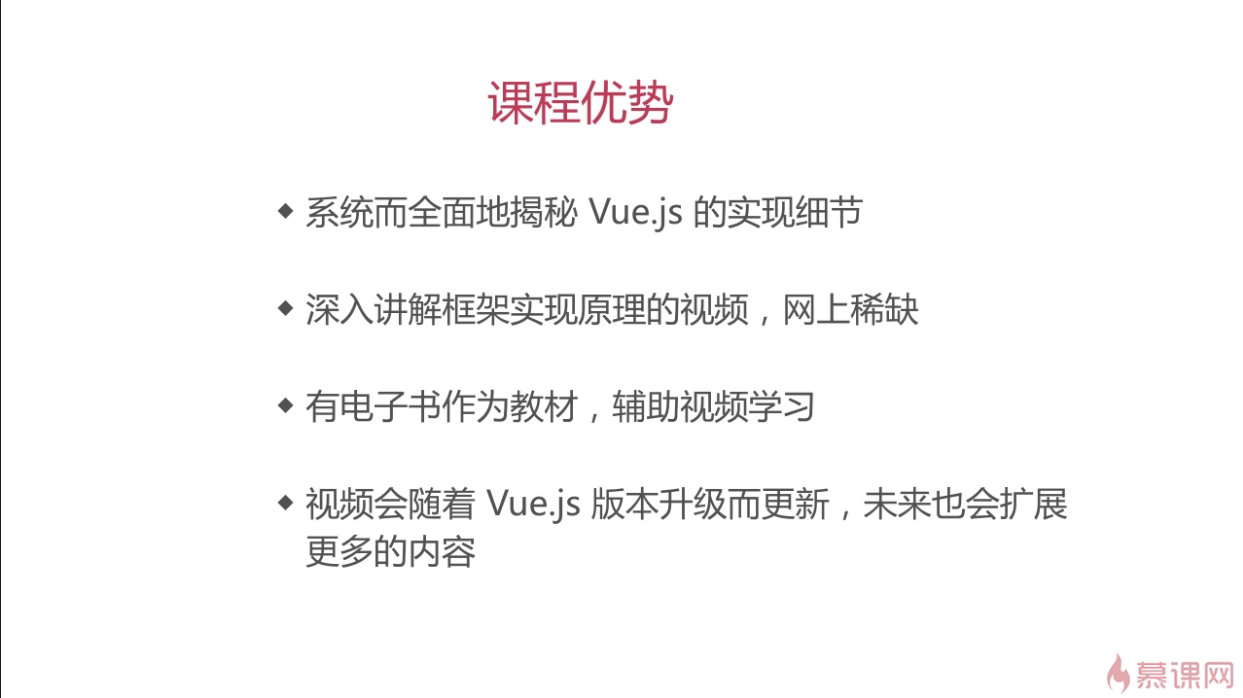 课程优势
◆ 系统而全面地揭秘 Vue.js 的实现细节
◆ 深入讲解框架实现原理的视频，网上稀缺
◆ 有电子书作为教材，辅助视频学习
◆ 视频会随着 Vue.js 版本升级而更新，未来也会扩展
更多的内容
慕课网